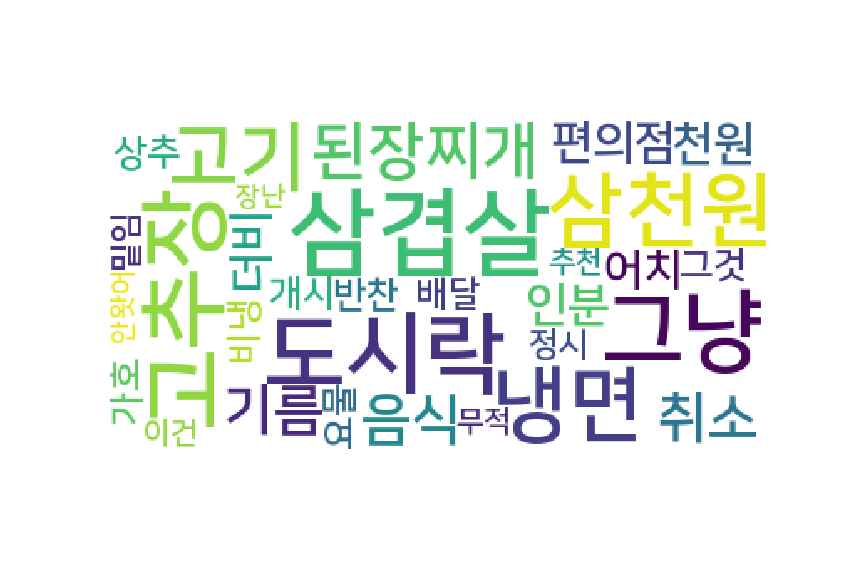 상추
고기
된장찌개
편의점
천원
장난
삼겹살
삼천원
밀임
고추장
더비
추천
어치
그것
안왔어
개시
반찬
배달
인분
그냥
비냉
도시락
정시
가호
기름
물
여
음식
무적
냉면
취소
이건